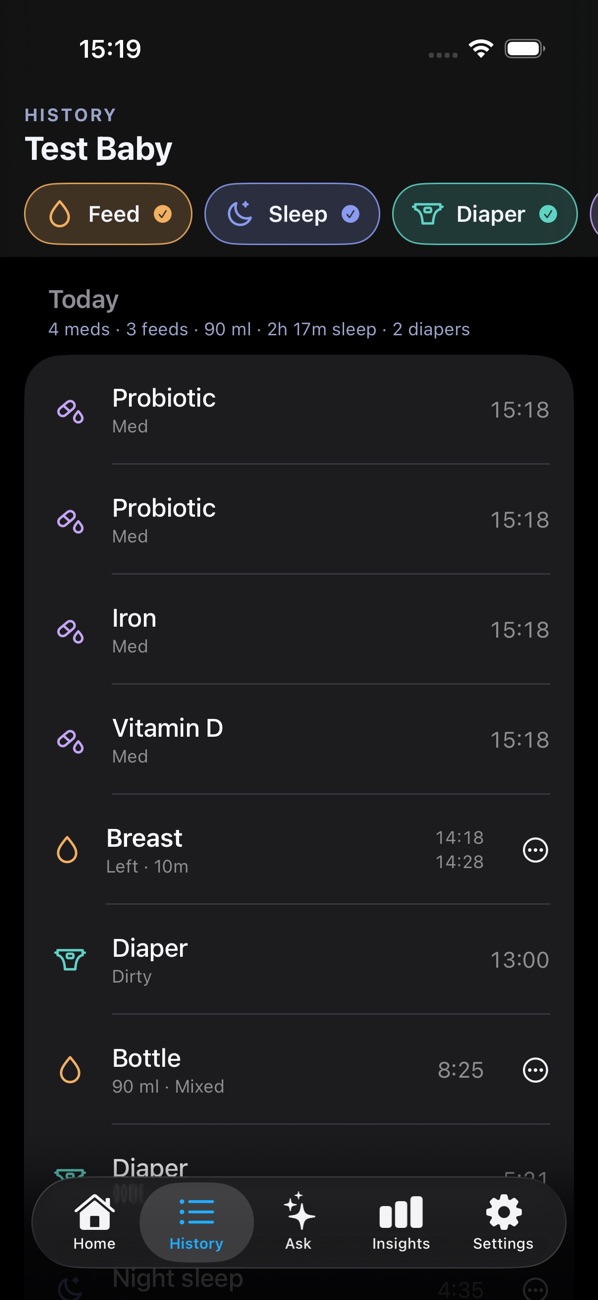 15:19
HISTORY
Test Baby
Feed
Sleep
Diaper
Today
4 meds · 3 feeds · 90 ml · 2h 17m sleep · 2 diapers
Probiotic
15:18
Med
Probiotic
15:18
Med
Iron
15:18
Med
Vitamin D
15:18
Med
Breast
14:18
Left · 10m
14:28
Diaper
13:00
Dirty
Bottle
8:25
90 ml · Mixed
Diaper
Home
History
Ask
Insights
Settings
Night sleep
4:35